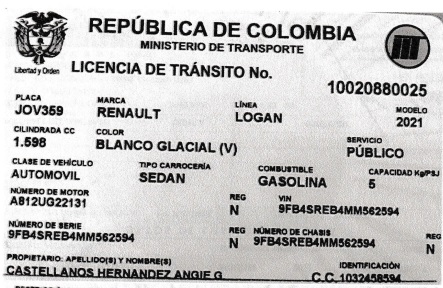 REPÚBLICA DE COLOMBIA
MINISTERIO DE TRANSPORTE
Libertad y Orden
LICENCIA DE TRÁNSITO No.
10020880025
PLACA MARCA LÍNEA MODELO
JOV359 RENAULT LOGAN 2021
CILINDRADA CC COLOR SERVICIO
1.598 BLANCO GLACIAL (V) PÚBLICO
CLASE DE VEHÍCULO TIPO CARROCERÍA COMBUSTIBLE CAPACIDAD Kg/PSJ
AUTOMOVIL SEDAN GASOLINA 5
NÚMERO DE MOTOR REG VIN
A812UG22131 N 9FB4SREB4MM562594
NÚMERO DE SERIE REG NÚMERO DE CHASIS REG
9FB4SREB4MM562594 N 9FB4SREB4MM562594 N
PROPIETARIO: APELLIDO(S) Y NOMBRE(S) IDENTIFICACIÓN
CASTELLANOS HERNANDEZ ANGIE G C.C. 1032458594